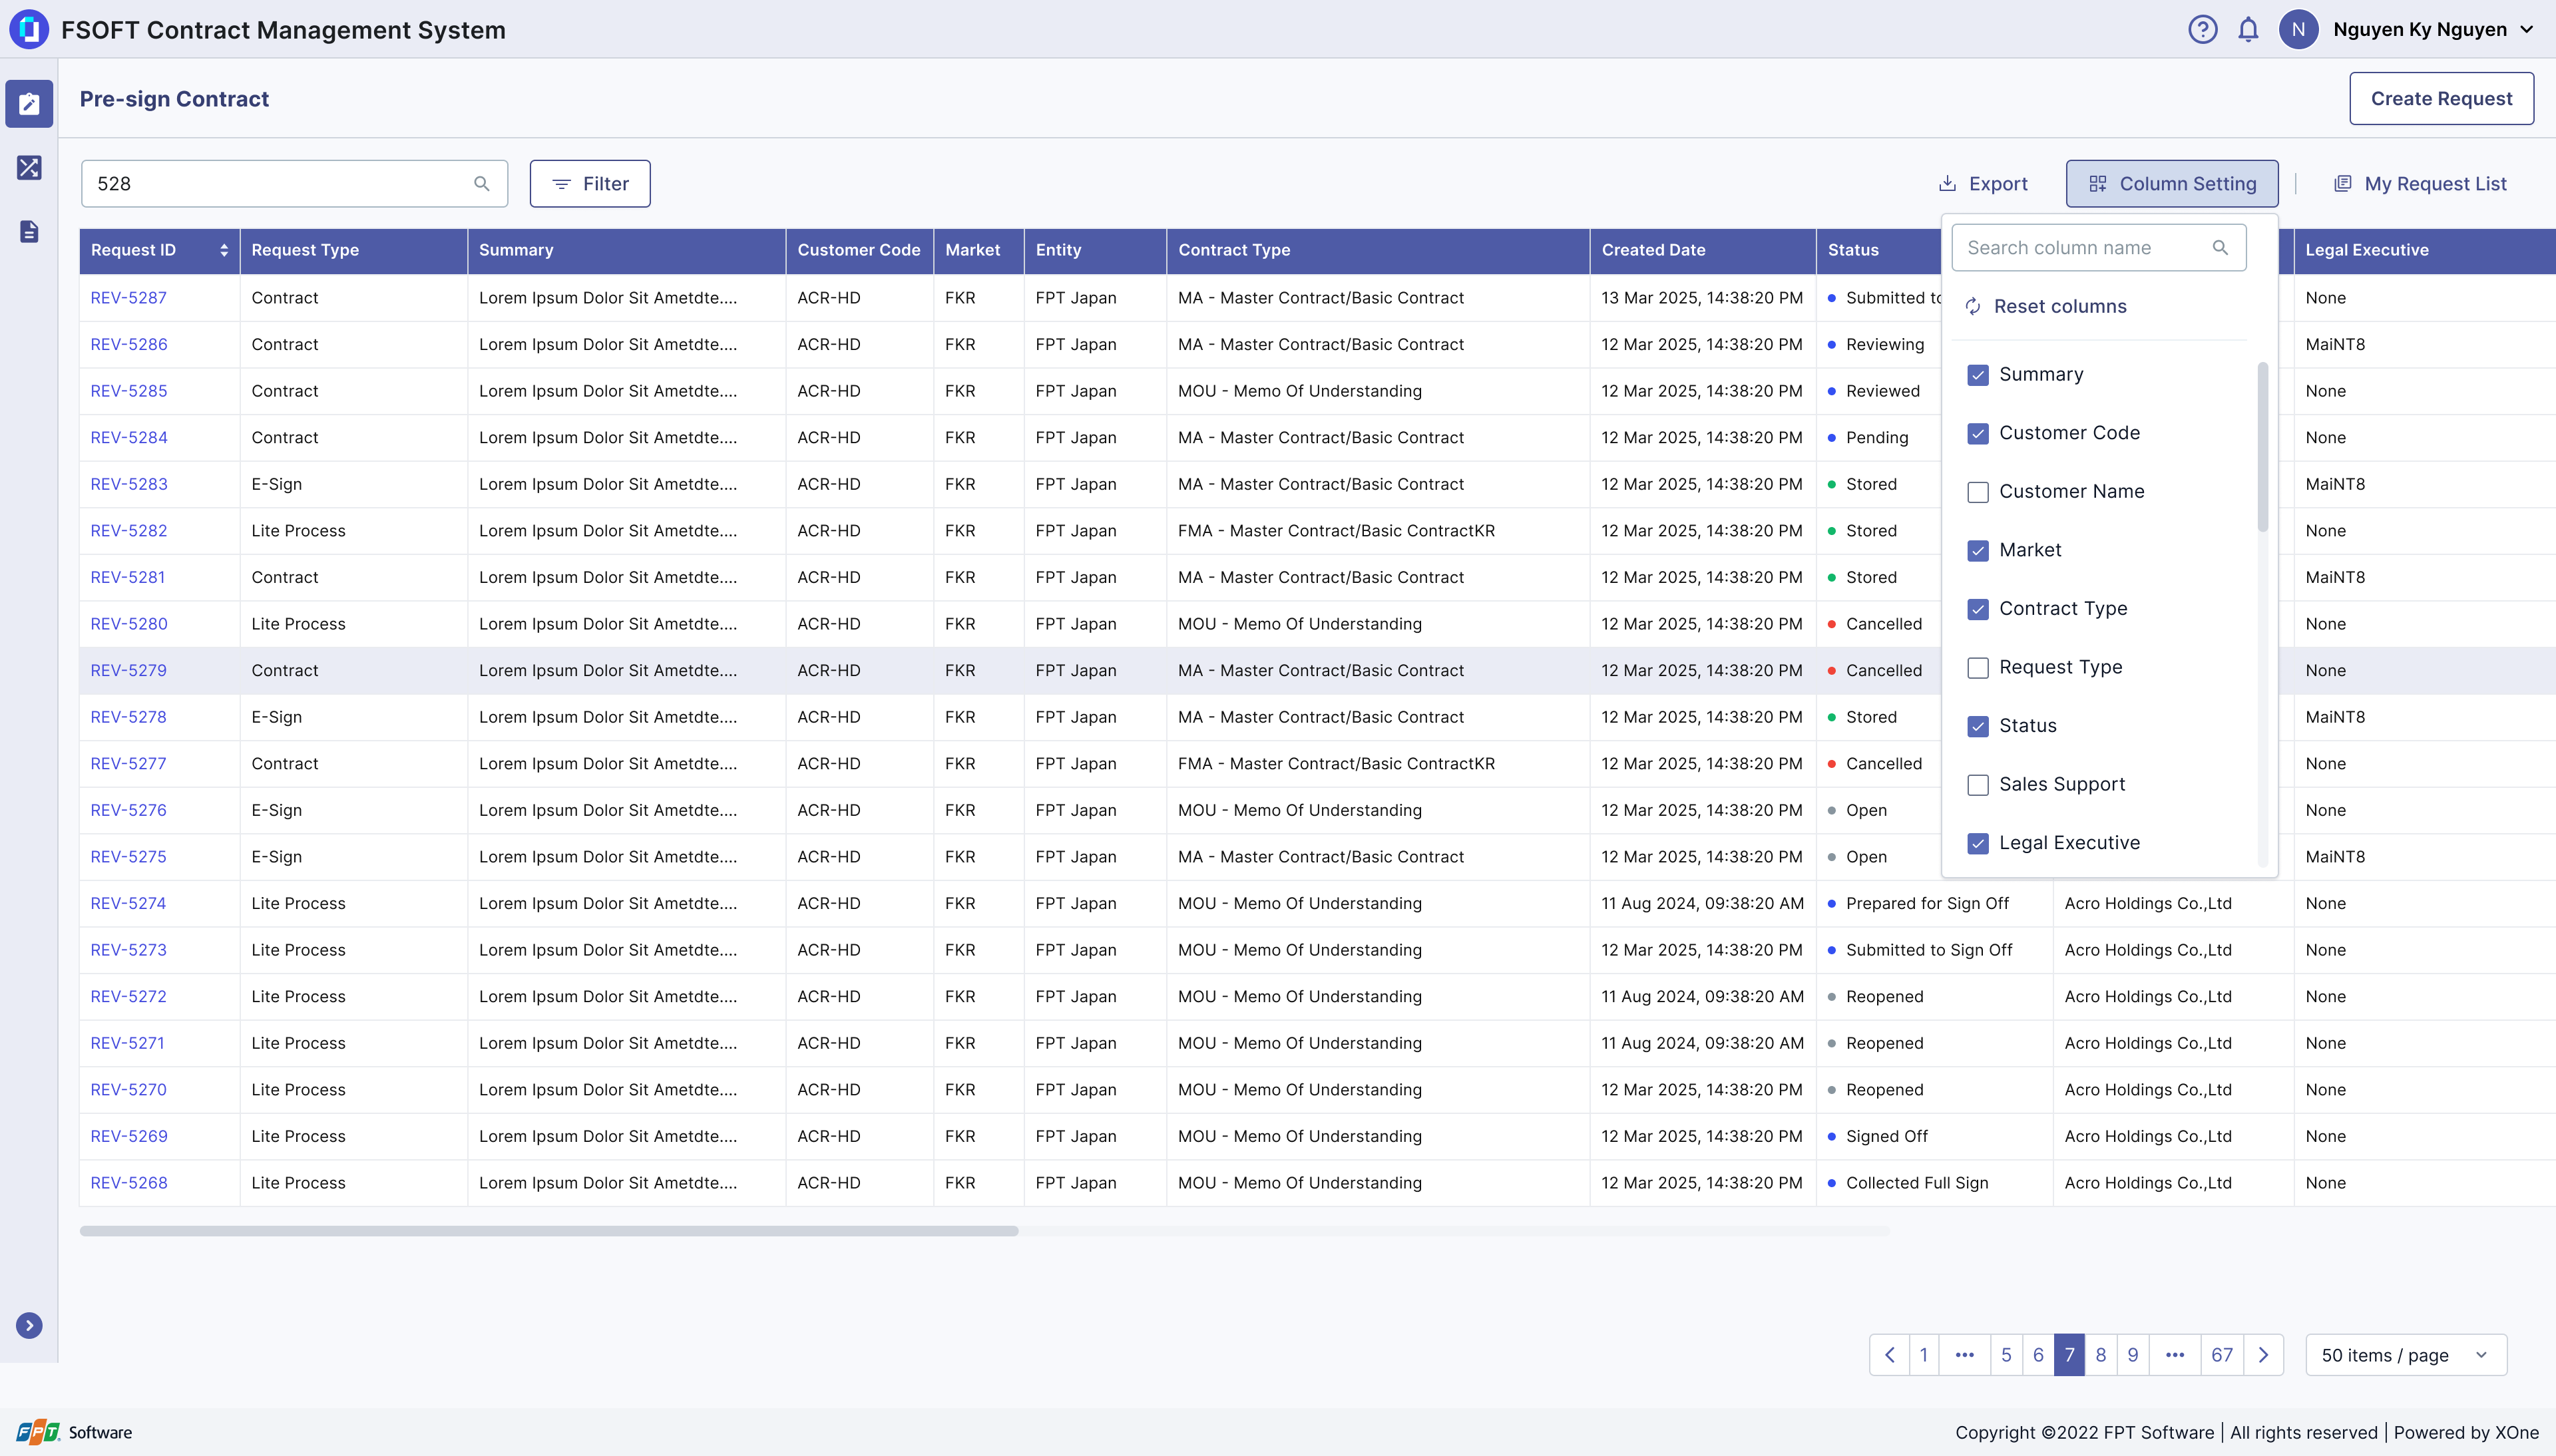 FSOFT Contract Management System
N Nguyen Ky Nguyen
Pre-sign Contract
Create Request
528
Filter
Export
Column Setting
My Request List
Request ID Request Type Summary Customer Code Market Entity Contract Type Created Date Status Legal Executive
REV-5287 Contract Lorem Ipsum Dolor Sit Ametdte.... ACR-HD FKR FPT Japan MA - Master Contract/Basic Contract 13 Mar 2025, 14:38:20 PM Submitted to None
REV-5286 Contract Lorem Ipsum Dolor Sit Ametdte.... ACR-HD FKR FPT Japan MA - Master Contract/Basic Contract 12 Mar 2025, 14:38:20 PM Reviewing MaiNT8
REV-5285 Contract Lorem Ipsum Dolor Sit Ametdte.... ACR-HD FKR FPT Japan MOU - Memo Of Understanding 12 Mar 2025, 14:38:20 PM Reviewed None
REV-5284 Contract Lorem Ipsum Dolor Sit Ametdte.... ACR-HD FKR FPT Japan MA - Master Contract/Basic Contract 12 Mar 2025, 14:38:20 PM Pending None
REV-5283 E-Sign Lorem Ipsum Dolor Sit Ametdte.... ACR-HD FKR FPT Japan MA - Master Contract/Basic Contract 12 Mar 2025, 14:38:20 PM Stored MaiNT8
REV-5282 Lite Process Lorem Ipsum Dolor Sit Ametdte.... ACR-HD FKR FPT Japan FMA - Master Contract/Basic ContractKR 12 Mar 2025, 14:38:20 PM Stored None
REV-5281 Contract Lorem Ipsum Dolor Sit Ametdte.... ACR-HD FKR FPT Japan MA - Master Contract/Basic Contract 12 Mar 2025, 14:38:20 PM Stored MaiNT8
REV-5280 Lite Process Lorem Ipsum Dolor Sit Ametdte.... ACR-HD FKR FPT Japan MOU - Memo Of Understanding 12 Mar 2025, 14:38:20 PM Cancelled None
REV-5279 Contract Lorem Ipsum Dolor Sit Ametdte.... ACR-HD FKR FPT Japan MA - Master Contract/Basic Contract 12 Mar 2025, 14:38:20 PM Cancelled None
REV-5278 E-Sign Lorem Ipsum Dolor Sit Ametdte.... ACR-HD FKR FPT Japan MA - Master Contract/Basic Contract 12 Mar 2025, 14:38:20 PM Stored MaiNT8
REV-5277 Contract Lorem Ipsum Dolor Sit Ametdte.... ACR-HD FKR FPT Japan FMA - Master Contract/Basic ContractKR 12 Mar 2025, 14:38:20 PM Cancelled None
REV-5276 E-Sign Lorem Ipsum Dolor Sit Ametdte.... ACR-HD FKR FPT Japan MOU - Memo Of Understanding 12 Mar 2025, 14:38:20 PM Open None
REV-5275 E-Sign Lorem Ipsum Dolor Sit Ametdte.... ACR-HD FKR FPT Japan MA - Master Contract/Basic Contract 12 Mar 2025, 14:38:20 PM Open MaiNT8
REV-5274 Lite Process Lorem Ipsum Dolor Sit Ametdte.... ACR-HD FKR FPT Japan MOU - Memo Of Understanding 11 Aug 2024, 09:38:20 AM Prepared for Sign Off Acro Holdings Co.,Ltd None
REV-5273 Lite Process Lorem Ipsum Dolor Sit Ametdte.... ACR-HD FKR FPT Japan MOU - Memo Of Understanding 12 Mar 2025, 14:38:20 PM Submitted to Sign Off Acro Holdings Co.,Ltd None
REV-5272 Lite Process Lorem Ipsum Dolor Sit Ametdte.... ACR-HD FKR FPT Japan MOU - Memo Of Understanding 11 Aug 2024, 09:38:20 AM Reopened Acro Holdings Co.,Ltd None
REV-5271 Lite Process Lorem Ipsum Dolor Sit Ametdte.... ACR-HD FKR FPT Japan MOU - Memo Of Understanding 11 Aug 2024, 09:38:20 AM Reopened Acro Holdings Co.,Ltd None
REV-5270 Lite Process Lorem Ipsum Dolor Sit Ametdte.... ACR-HD FKR FPT Japan MOU - Memo Of Understanding 12 Mar 2025, 14:38:20 PM Reopened Acro Holdings Co.,Ltd None
REV-5269 Lite Process Lorem Ipsum Dolor Sit Ametdte.... ACR-HD FKR FPT Japan MOU - Memo Of Understanding 12 Mar 2025, 14:38:20 PM Signed Off Acro Holdings Co.,Ltd None
REV-5268 Lite Process Lorem Ipsum Dolor Sit Ametdte.... ACR-HD FKR FPT Japan MOU - Memo Of Understanding 12 Mar 2025, 14:38:20 PM Collected Full Sign Acro Holdings Co.,Ltd None
Search column name
Reset columns
Summary
Customer Code
Customer Name
Market
Contract Type
Request Type
Status
Sales Support
Legal Executive
1 ••• 5 6 7 8 9 ••• 67
50 items / page
FPT Software
Copyright ©2022 FPT Software | All rights reserved | Powered by XOne